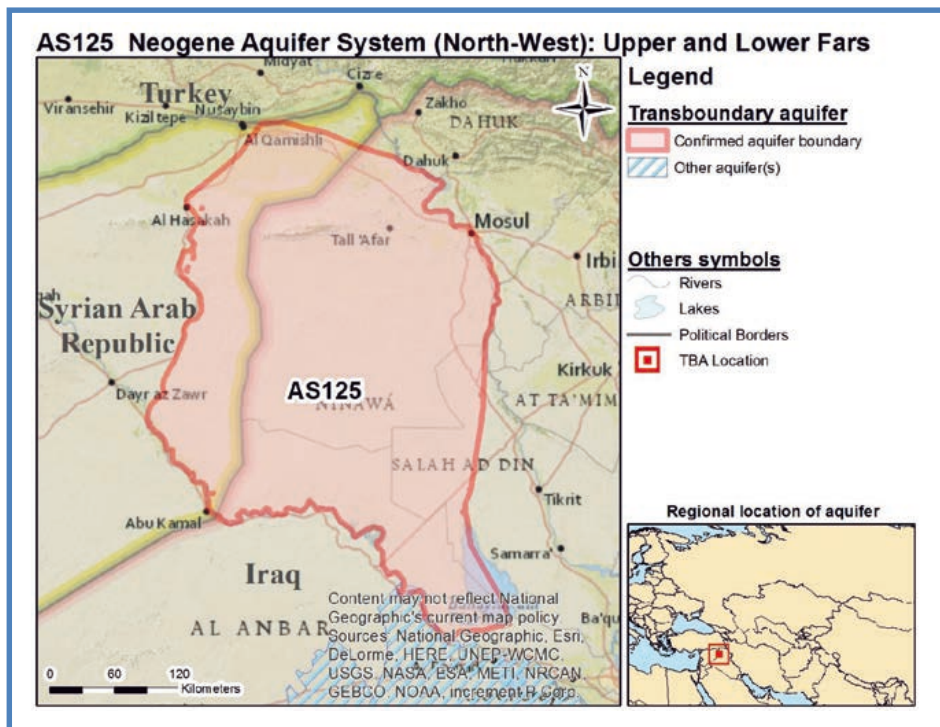 AS125 Neogene Aquifer System (North-West): Upper and Lower Fars
Legend
Transboundary aquifer
Confirmed aquifer boundary
Other aquifer(s)
Others symbols
Rivers
Lakes
Political Borders
TBA Location
Regional location of aquifer
Midyat
Cizre
N
Turkey
Viransehir
Nusaybin
Kiziltepe
Zakho
DAHUK
Al Qamishli
Dahuk
Al Hasakah
Mosul
Tall 'Afar
Irbi
ARBIL
Syrian Arab
Republic
Kirkuk
Dayr az Zawr
AS125
NINAWÁ
AT TA'MIM
SALAH AD DIN
Tikrit
Abu Kamal
Samarra'
Iraq
Ba'qu
AL ANBAR
Content may not reflect National
Geographic's current map policy.
Sources: National Geographic, Esri,
DeLorme, HERE, UNEP-WCMC,
USGS, NASA, ESA, METI, NRCAN,
GEBCO, NOAA, increment P Corp.
0 30 60 120
Kilometers